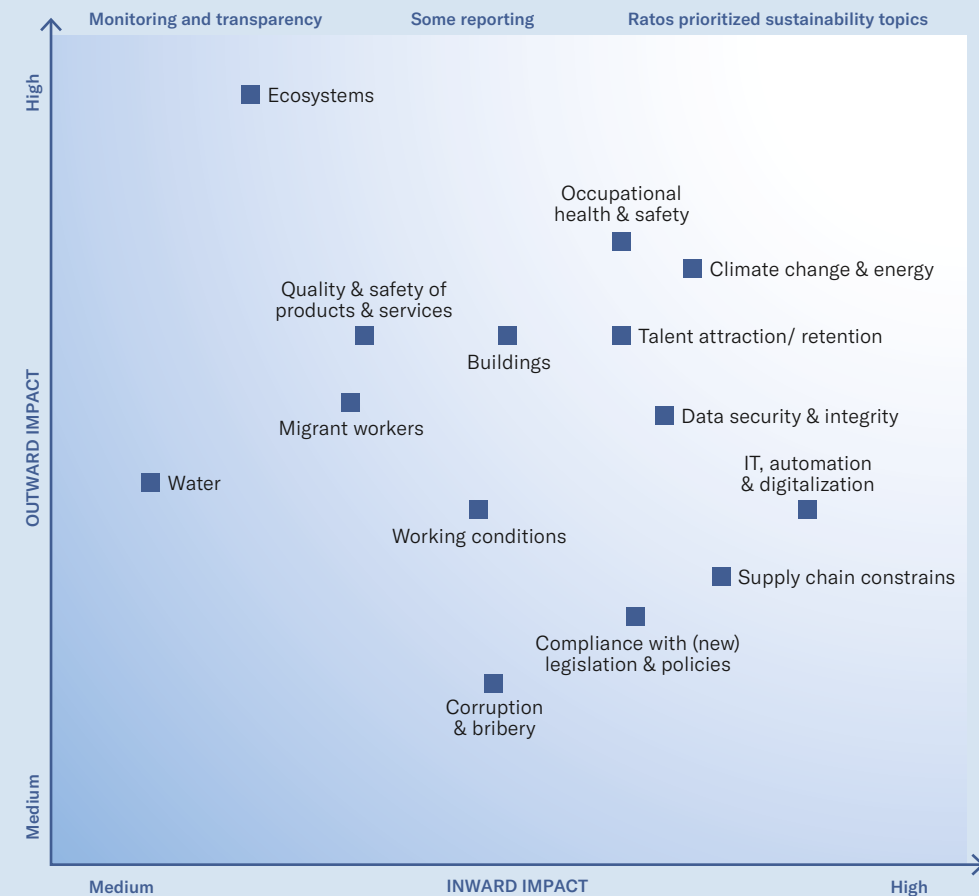 Monitoring and transparency
Some reporting
Ratos prioritized sustainability topics
High
Ecosystems
Occupational
health & safety
Climate change & energy
Quality & safety of
products & services
Buildings
Talent attraction/ retention
Migrant workers
Data security & integrity
OUTWARD IMPACT
Water
IT, automation
& digitalization
Working conditions
Supply chain constrains
Compliance with (new)
legislation & policies
Corruption
& bribery
Medium
Medium
INWARD IMPACT
High